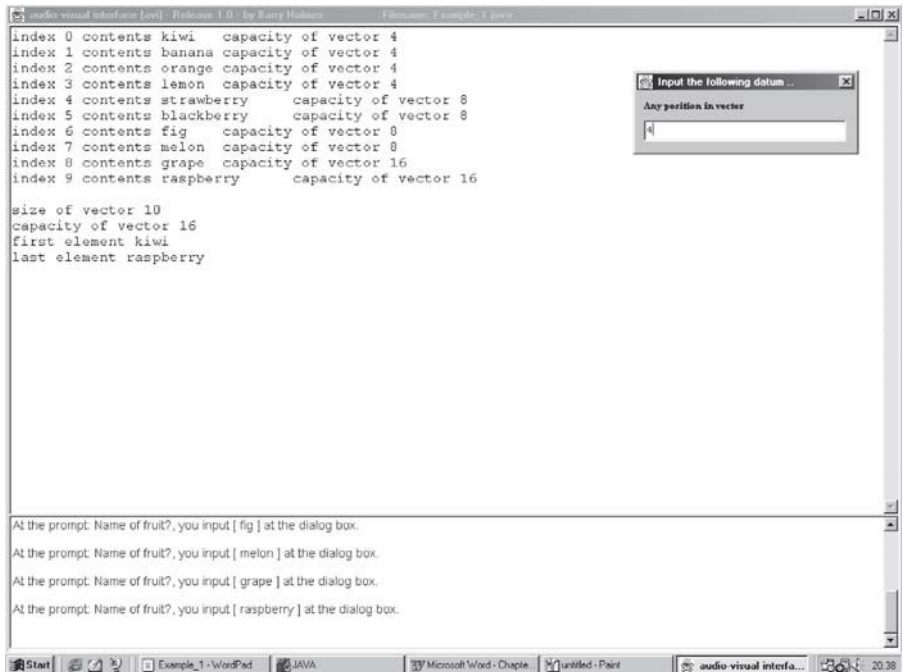 audio-visual interface [avi] - Release 1.0 - by Barry Holmes Filename: Example_1.java
index 0 contents kiwi capacity of vector 4
index 1 contents banana capacity of vector 4
index 2 contents orange capacity of vector 4
index 3 contents lemon capacity of vector 4
index 4 contents strawberry capacity of vector 8
index 5 contents blackberry capacity of vector 8
index 6 contents fig capacity of vector 8
index 7 contents melon capacity of vector 8
index 8 contents grape capacity of vector 16
index 9 contents raspberry capacity of vector 16
size of vector 10
capacity of vector 16
first element kiwi
last element raspberry
Input the following datum ..
Any position in vector
4
At the prompt: Name of fruit?, you input [ fig ] at the dialog box.
At the prompt: Name of fruit?, you input [ melon ] at the dialog box.
At the prompt: Name of fruit?, you input [ grape ] at the dialog box.
At the prompt: Name of fruit?, you input [ raspberry ] at the dialog box.
Start Example_1 - WordPad JAVA Microsoft Word - Chapte... untitled - Paint audio-visual interfa... 20:38